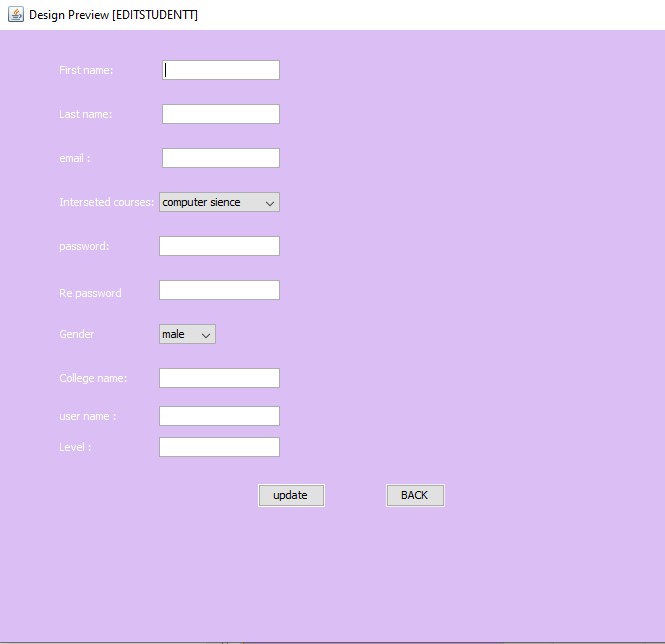 Design Preview [EDITSTUDENTT]
First name:
Last name:
email :
Interseted courses: computer sience
password:
Re password
Gender male
College name:
user name :
Level :
update BACK